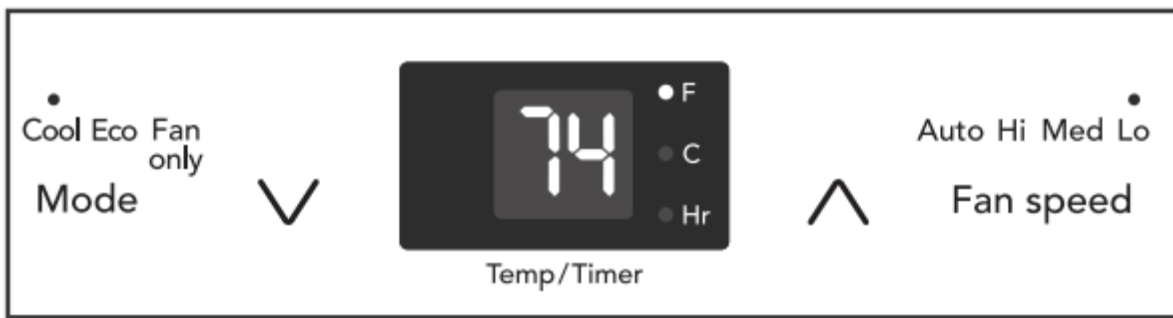 F
74
C
Hr
Cool Eco Fan only
Mode
Auto Hi Med Lo
Fan speed
Temp/Timer